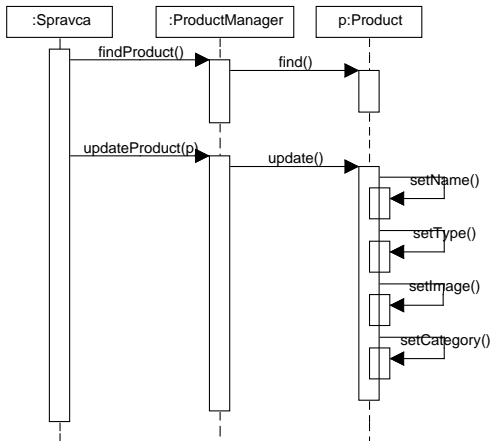 :Spravca
:ProductManager
p:Product
findProduct()
find()
updateProduct(p)
update()
setName()
setType()
setImage()
setCategory()